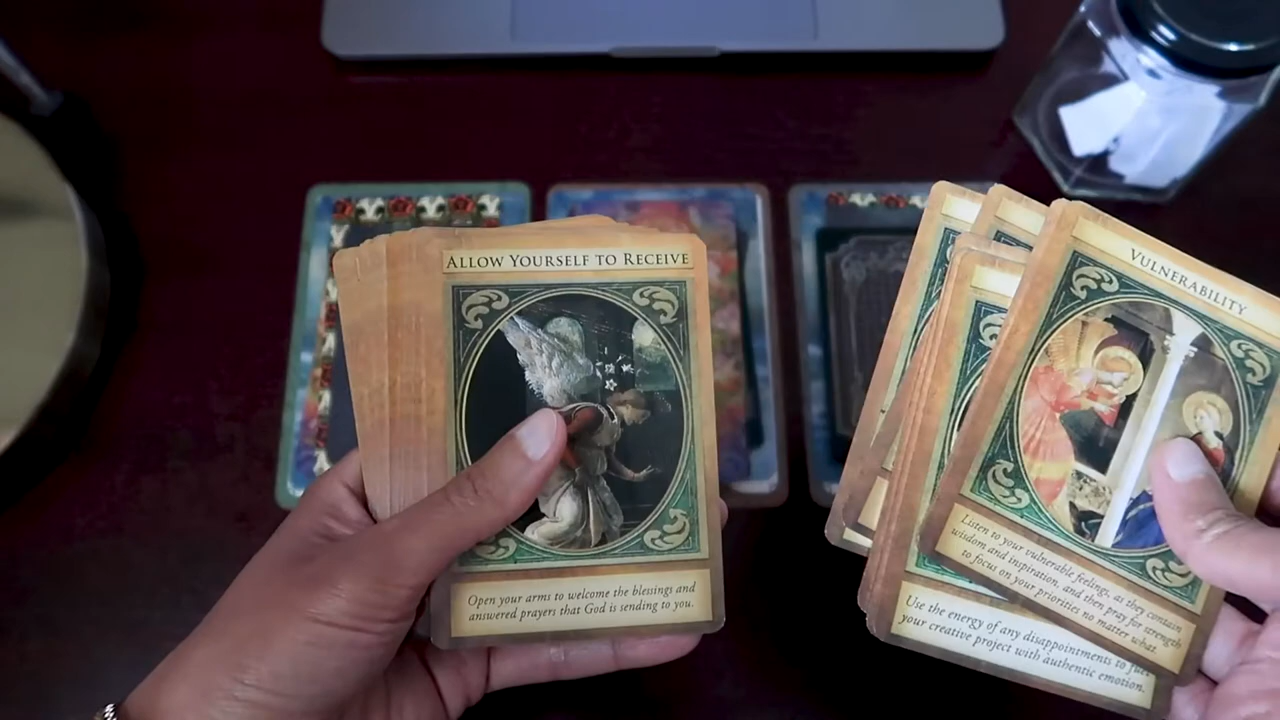 ALLOW YOURSELF TO RECEIVE
Open your arms to welcome the blessings and
answered prayers that God is sending to you.
VULNERABILITY
Listen to your vulnerable feelings, as they contain
wisdom and inspiration, and then pray for strength
to focus on your priorities no matter what.
Use the energy of any disappointments to fuel
your creative project with authentic emotion.